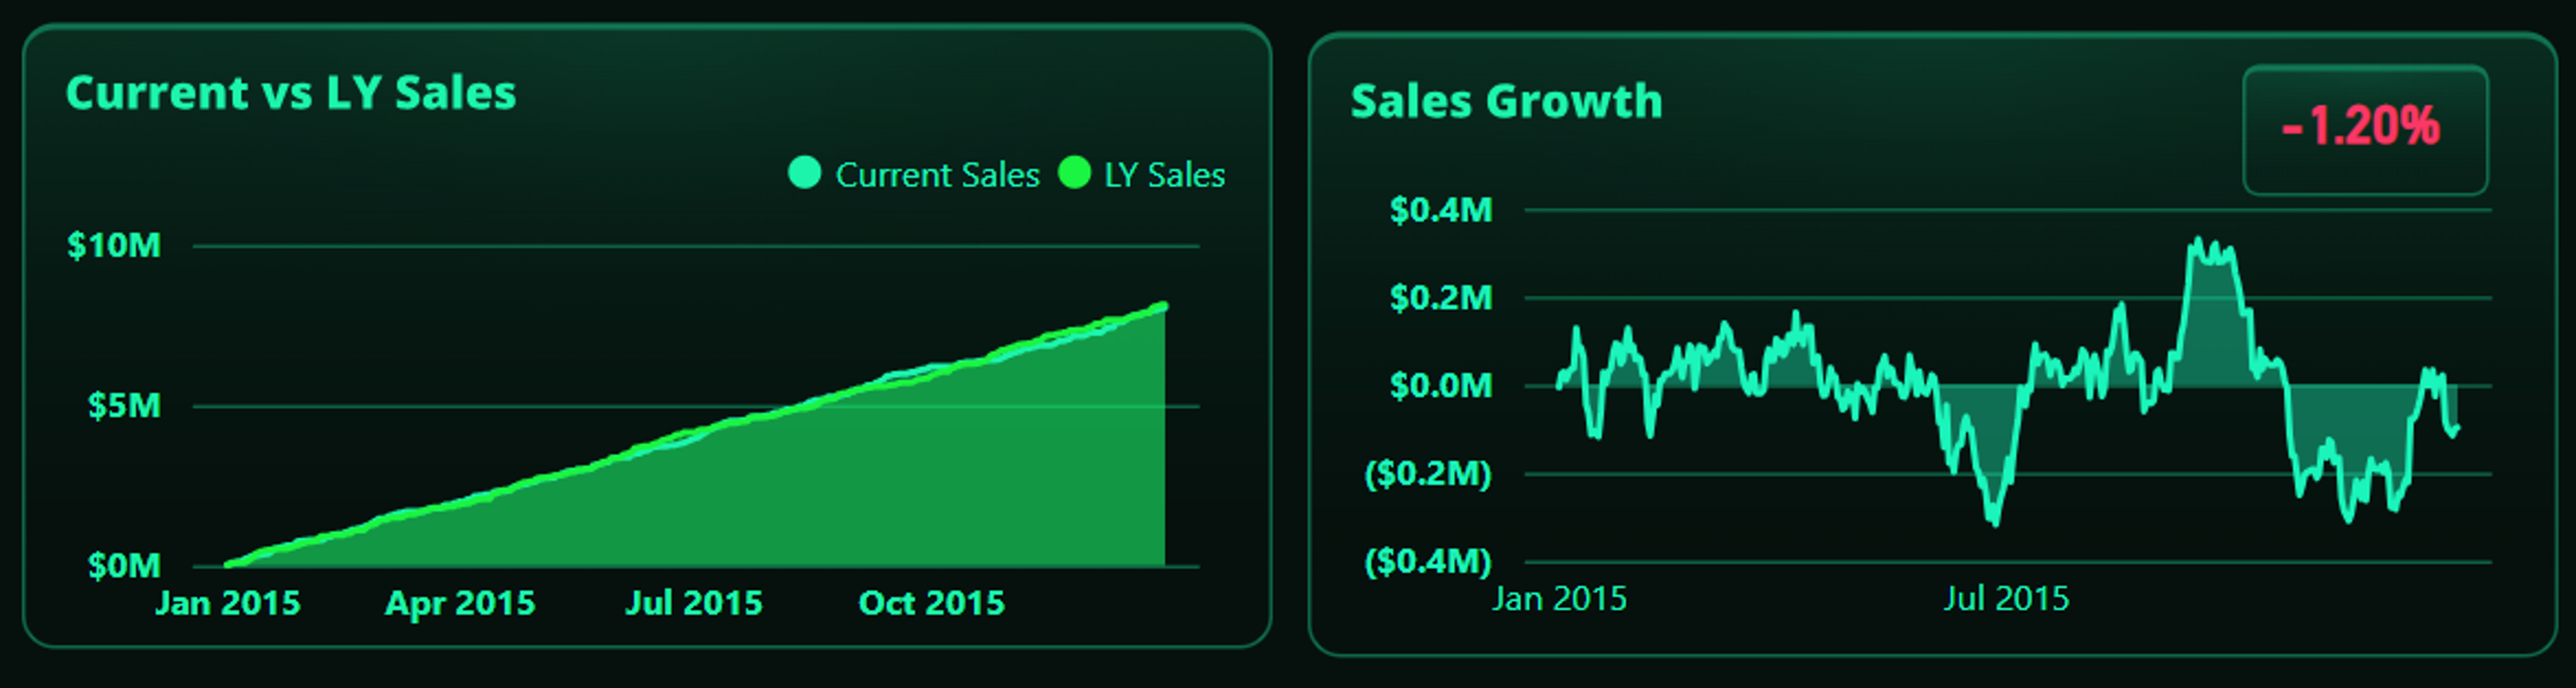 Current vs LY Sales
Current Sales LY Sales
$10M
$5M
$0M
Jan 2015 Apr 2015 Jul 2015 Oct 2015
Sales Growth
-1.20%
$0.4M
$0.2M
$0.0M
($0.2M)
($0.4M)
Jan 2015 Jul 2015